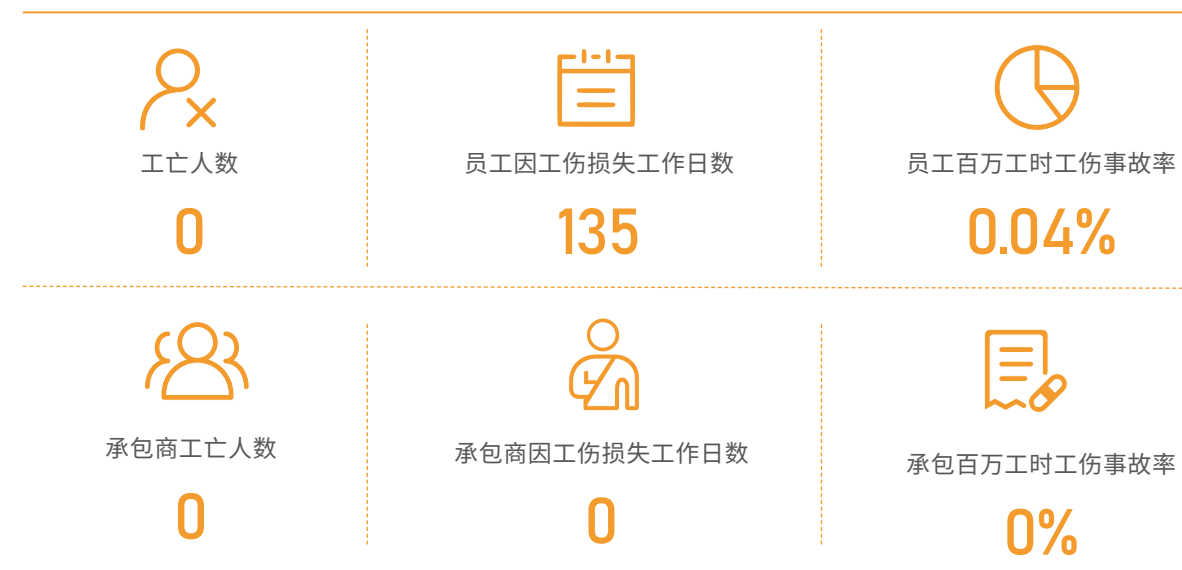 工亡人数
0
员工因工伤损失工作日数
135
员工百万工时工伤事故率
0.04%
承包商工亡人数
0
承包商因工伤损失工作日数
0
承包百万工时工伤事故率
0%